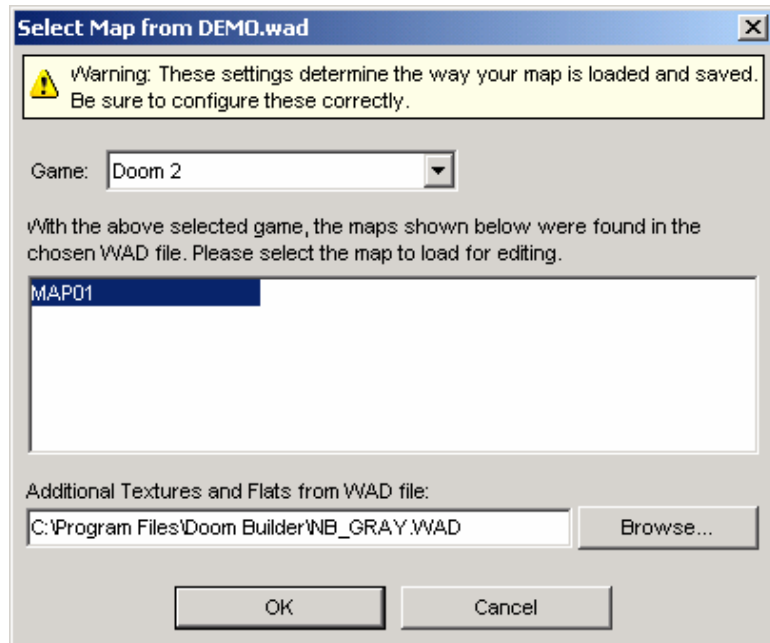 Select Map from DEMO.wad
Warning: These settings determine the way your map is loaded and saved.
Be sure to configure these correctly.
Game: Doom 2
With the above selected game, the maps shown below were found in the
chosen WAD file. Please select the map to load for editing.
MAP01
Additional Textures and Flats from WAD file:
C:\Program Files\Doom Builder\NB_GRAY.WAD Browse...
OK Cancel